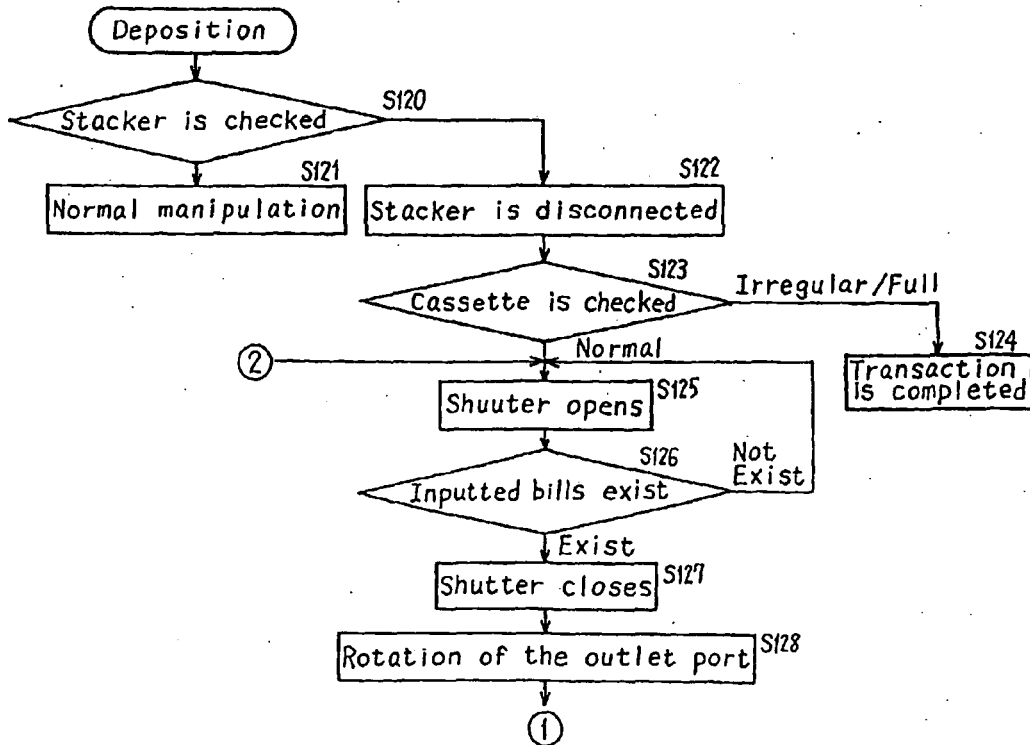 Deposition
S120
Stacker is checked
S121
Normal manipulation
S122
Stacker is disconnected
S123
Cassette is checked
Irregular/Full
S124
Transaction
is completed
Normal
2
S125
Shuuter opens
S126
Inputted bills exist
Not
Exist
Exist
S127
Shutter closes
S128
Rotation of the outlet port
1